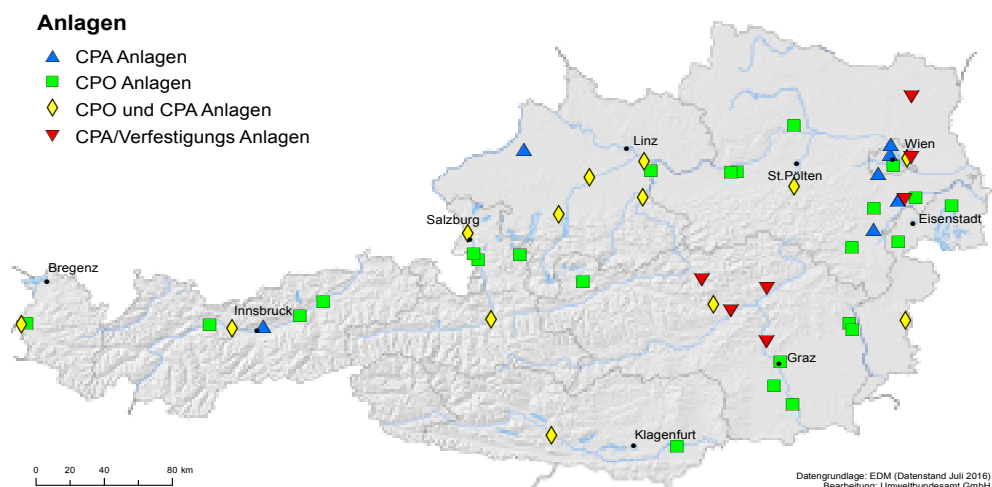 Anlagen
CPA Anlagen
CPO Anlagen
CPO und CPA Anlagen
CPA/Verfestigungs Anlagen
Linz
Wien
St.Pölten
Salzburg
Eisenstadt
Bregenz
Innsbruck
Graz
Klagenfurt
0 20 40 80 km
Datengrundlage: EDM (Datenstand Juli 2016)
Bearbeitung: Umweltbundesamt GmbH